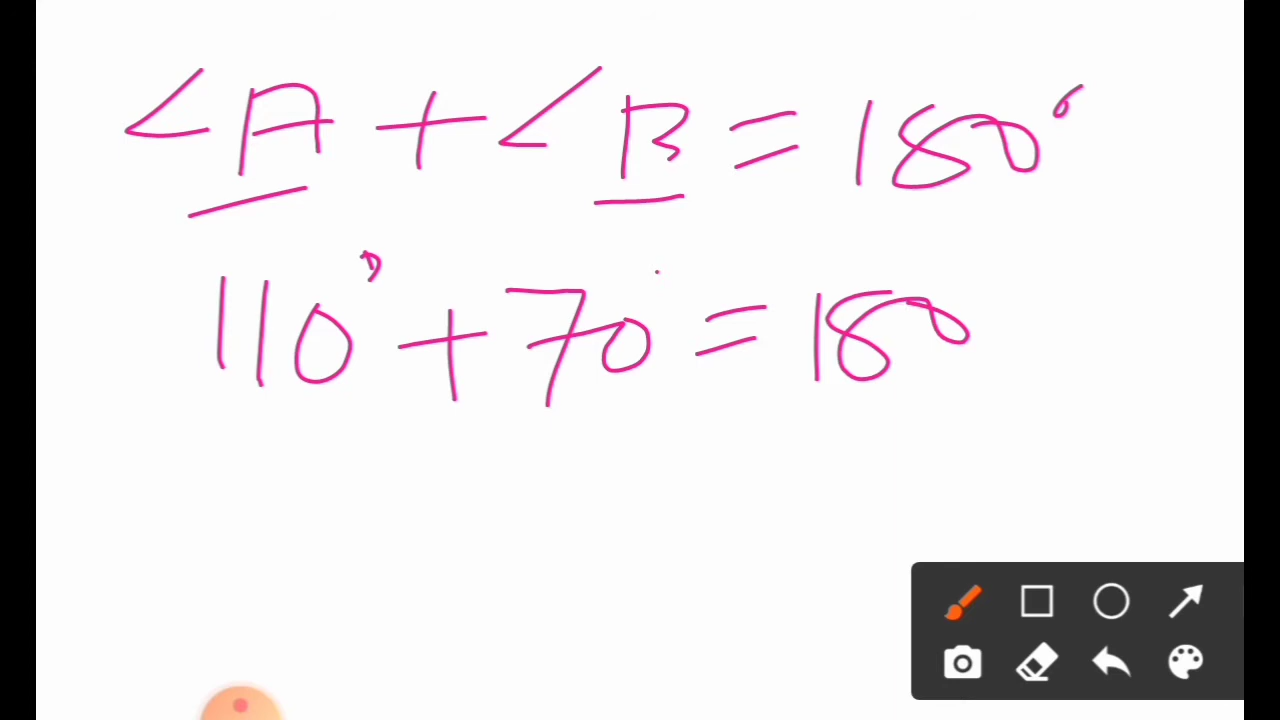 <A + <B = 180°
110° + 70° = 180